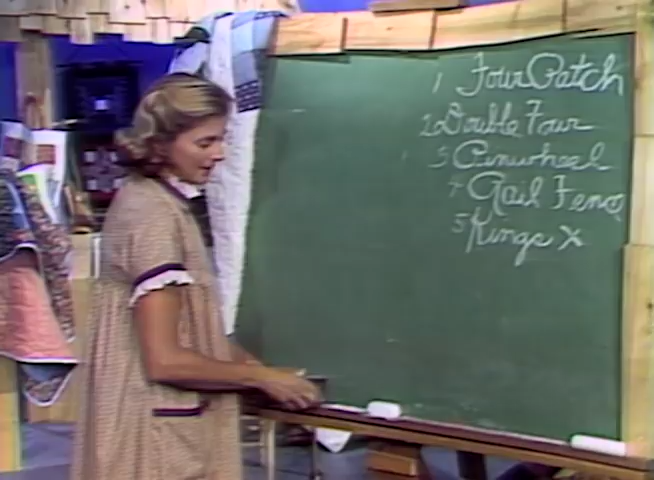 1 Four Patch
2 Double Four
3 Pinwheel
4 Rail Fence
5 Kings X